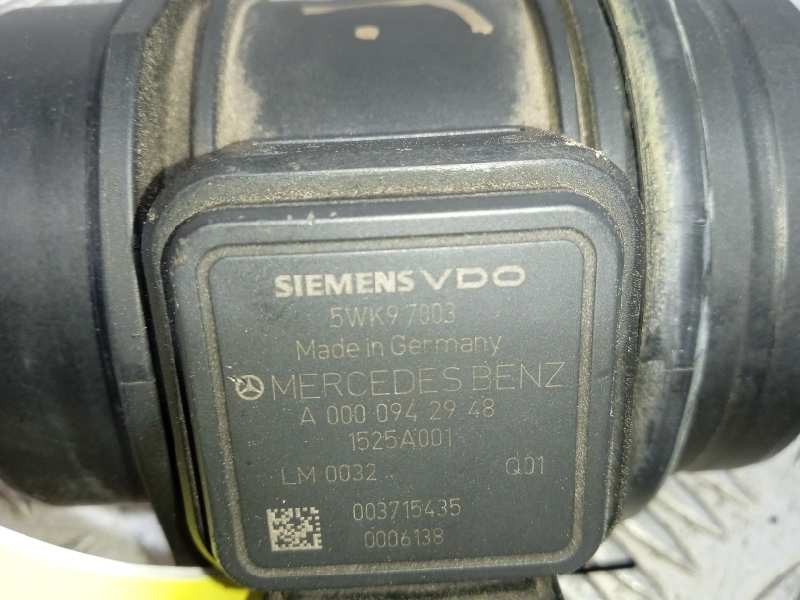 SIEMENS VDO
5WK9 7003
Made in Germany
MERCEDES BENZ
A 000 094 29 48
1525A001
LM 0032 Q01
003715435
0006138